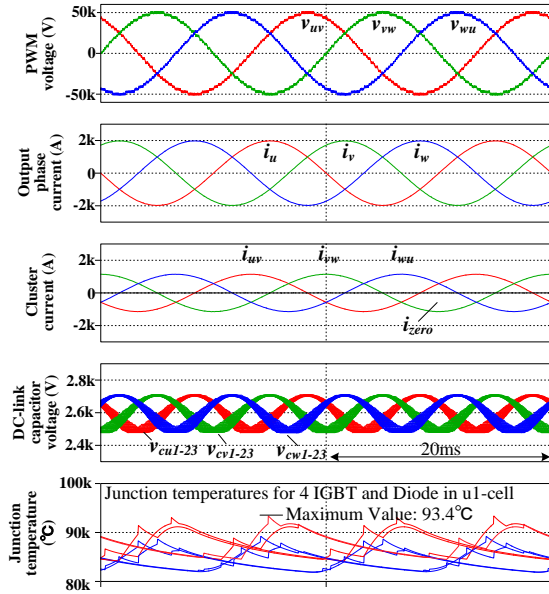 PWM
voltage (V)
50k
0
-50k
v_uv
v_vw
v_wu
Output
phase
current (A)
2k
0
-2k
i_u
i_v
i_w
Cluster
current (A)
2k
0
-2k
i_uv
i_vw
i_wu
i_zero
DC-link
capacitor
voltage (V)
2.8k
2.6k
2.4k
v_cu1-23
v_cv1-23
v_cw1-23
20ms
Junction
temperature
(℃)
100k
90k
80k
Junction temperatures for 4 IGBT and Diode in u1-cell
Maximum Value: 93.4℃